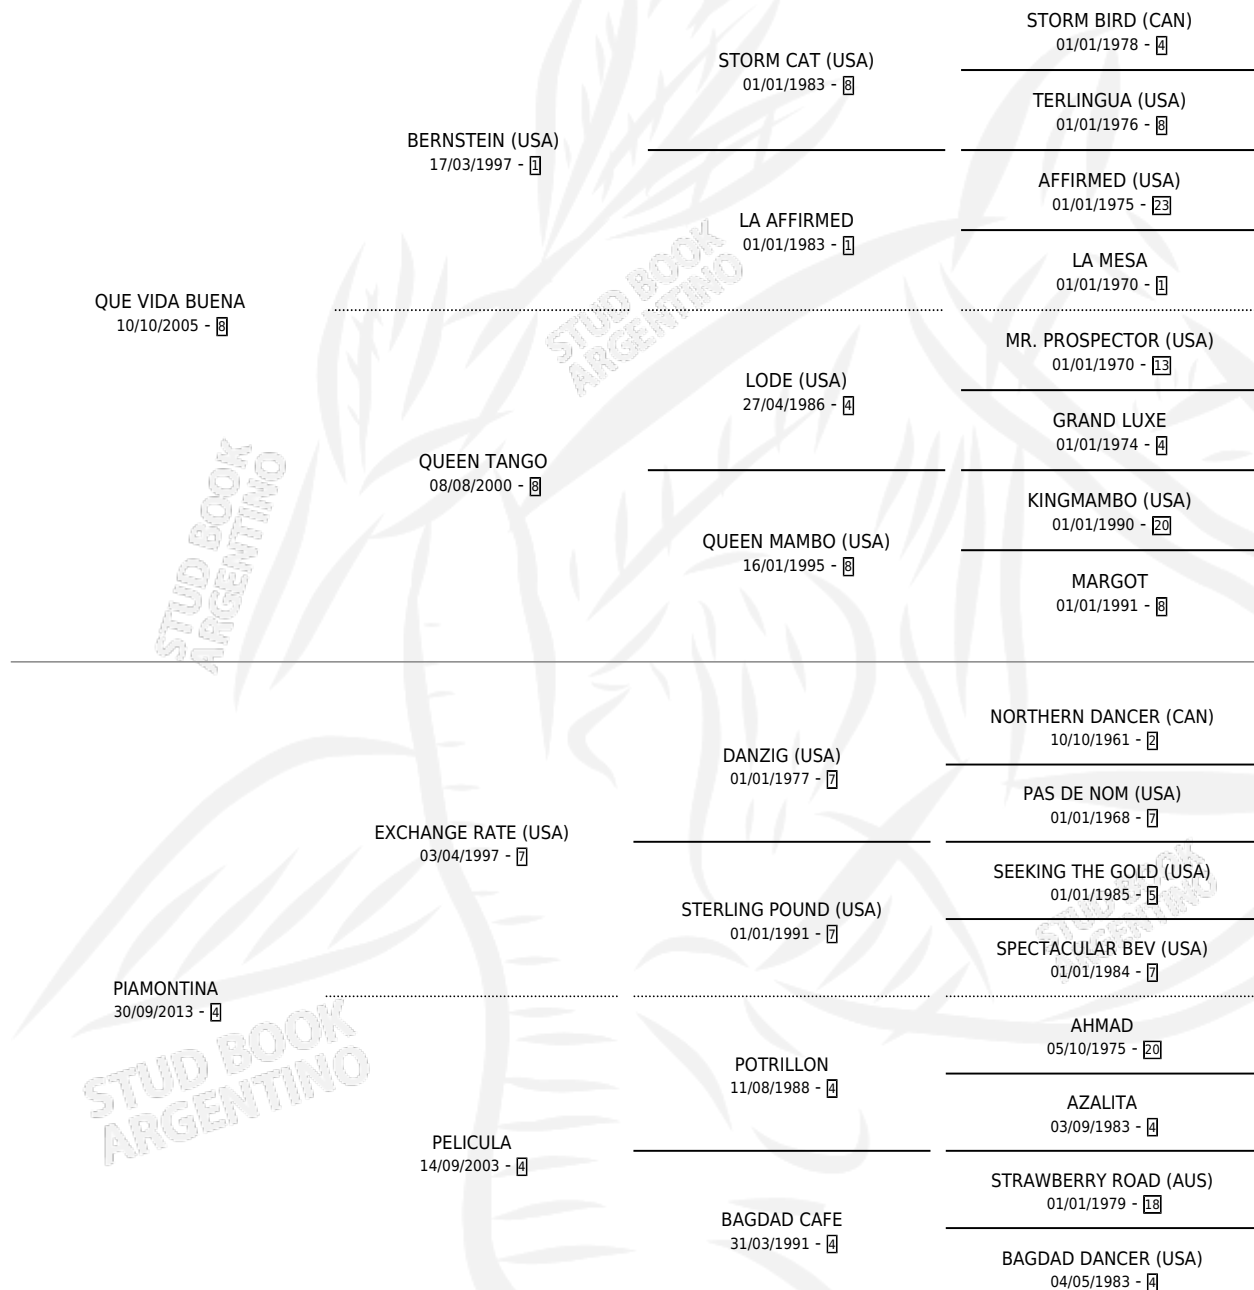 STORM BIRD (CAN)
01/01/1978 - 4
STORM CAT (USA)
01/01/1983 - 8
TERLINGUA (USA)
01/01/1976 - 8
BERNSTEIN (USA)
17/03/1997 - 1
AFFIRMED (USA)
01/01/1975 - 23
LA AFFIRMED
01/01/1983 - 1
LA MESA
01/01/1970 - 1
QUE VIDA BUENA
10/10/2005 - 8
MR. PROSPECTOR (USA)
01/01/1970 - 13
LODE (USA)
27/04/1986 - 4
GRAND LUXE
01/01/1974 - 4
QUEEN TANGO
08/08/2000 - 8
KINGMAMBO (USA)
01/01/1990 - 20
QUEEN MAMBO (USA)
16/01/1995 - 8
MARGOT
01/01/1991 - 8
NORTHERN DANCER (CAN)
10/10/1961 - 2
DANZIG (USA)
01/01/1977 - 7
PAS DE NOM (USA)
01/01/1968 - 7
EXCHANGE RATE (USA)
03/04/1997 - 7
SEEKING THE GOLD (USA)
01/01/1985 - 5
STERLING POUND (USA)
01/01/1991 - 7
SPECTACULAR BEV (USA)
01/01/1984 - 7
PIAMONTINA
30/09/2013 - 4
AHMAD
05/10/1975 - 20
POTRILLON
11/08/1988 - 4
AZALITA
03/09/1983 - 4
PELICULA
14/09/2003 - 4
STRAWBERRY ROAD (AUS)
01/01/1979 - 18
BAGDAD CAFE
31/03/1991 - 4
BAGDAD DANCER (USA)
04/05/1983 - 4
STUD BOOK
ARGENTINO
STUD BOOK
ARGENTINO
STUD BOOK
ARGENTINO
STUD BOOK
ARGENTINO